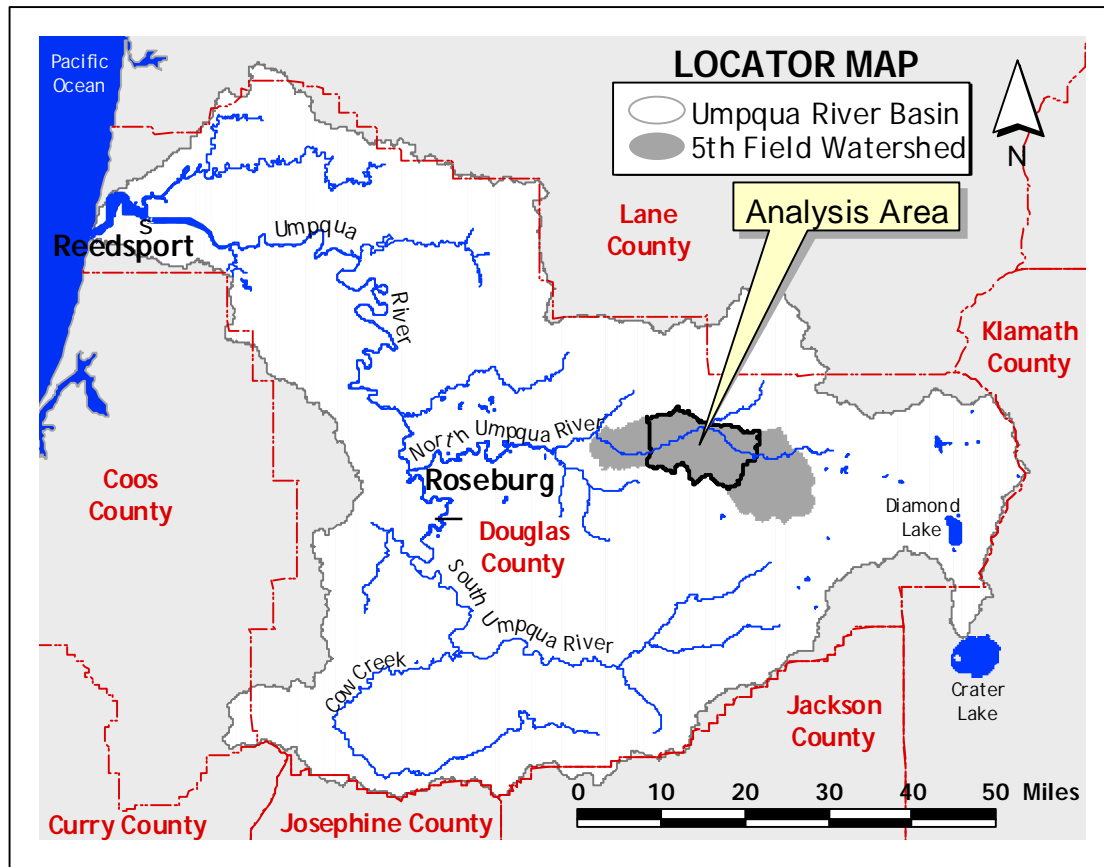 Pacific
Ocean
LOCATOR MAP
Umpqua River Basin
5th Field Watershed
N
Analysis Area
Lane
County
Umpqua
River
S
Reedsport
Klamath
County
North Umpqua River
Roseburg
Coos
County
Douglas
County
Diamond
Lake
South Umpqua River
Cow Creek
Crater
Lake
Jackson
County
0 10 20 30 40 50 Miles
Curry County
Josephine County